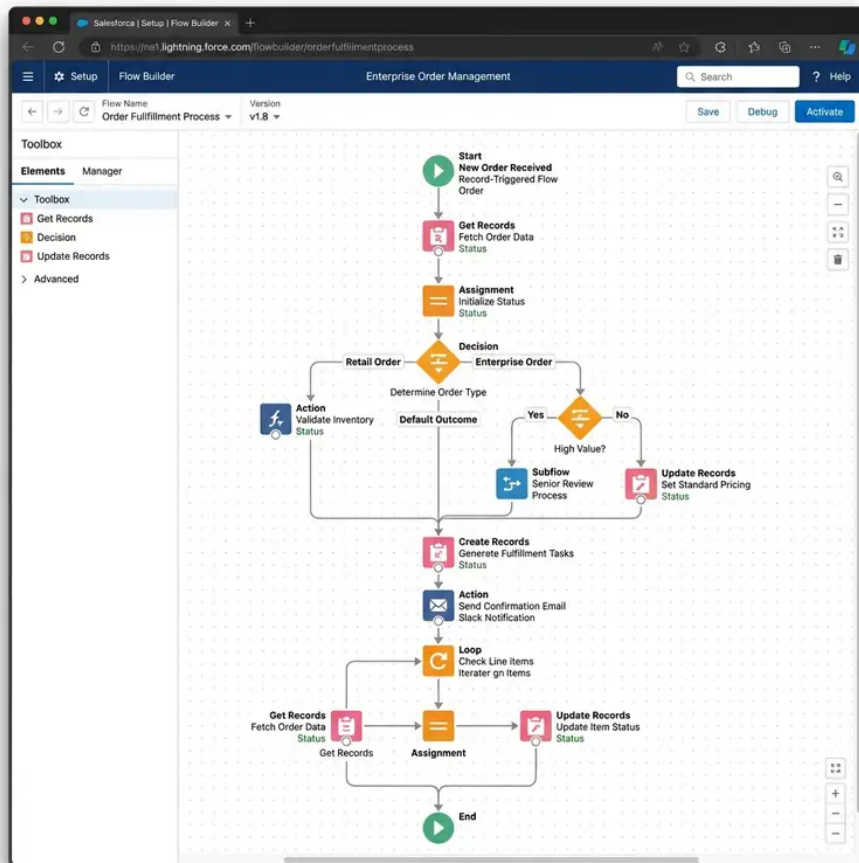 Salesforce | Setup | Flow Builder
https://na1.lightning.force.com/flowbuilder/orderfulfillmentprocess
Setup
Flow Builder
Enterprise Order Management
Search
? Help
Flew Name
Order Fullfillment Process
Version
v1.8
Save
Debug
Activate
Toolbox
Elements
Manager
Toolbox
Get Records
Decision
Update Records
Advanced
Start
New Order Received
Record-Triggered Flow
Order
Get Records
Fetch Order Data
Status
Assignment
Initialize Status
Status
Decision
Retail Order
Enterprise Order
Determine Order Type
Action
Validate Inventory
Status
Default Outcome
Yes
No
High Value?
Subfiow
Senior Review
Process
Update Records
Set Standard Pricing
Status
Create Records
Generate Fulfillment Tasks
Status
Action
Send Confirmation Email
Slack Notification
Loop
Check Line Items
Iterater gn Items
Get Records
Fetch Order Data
Status
Get Records
Assignment
Update Records
Update Item Status
Status
End